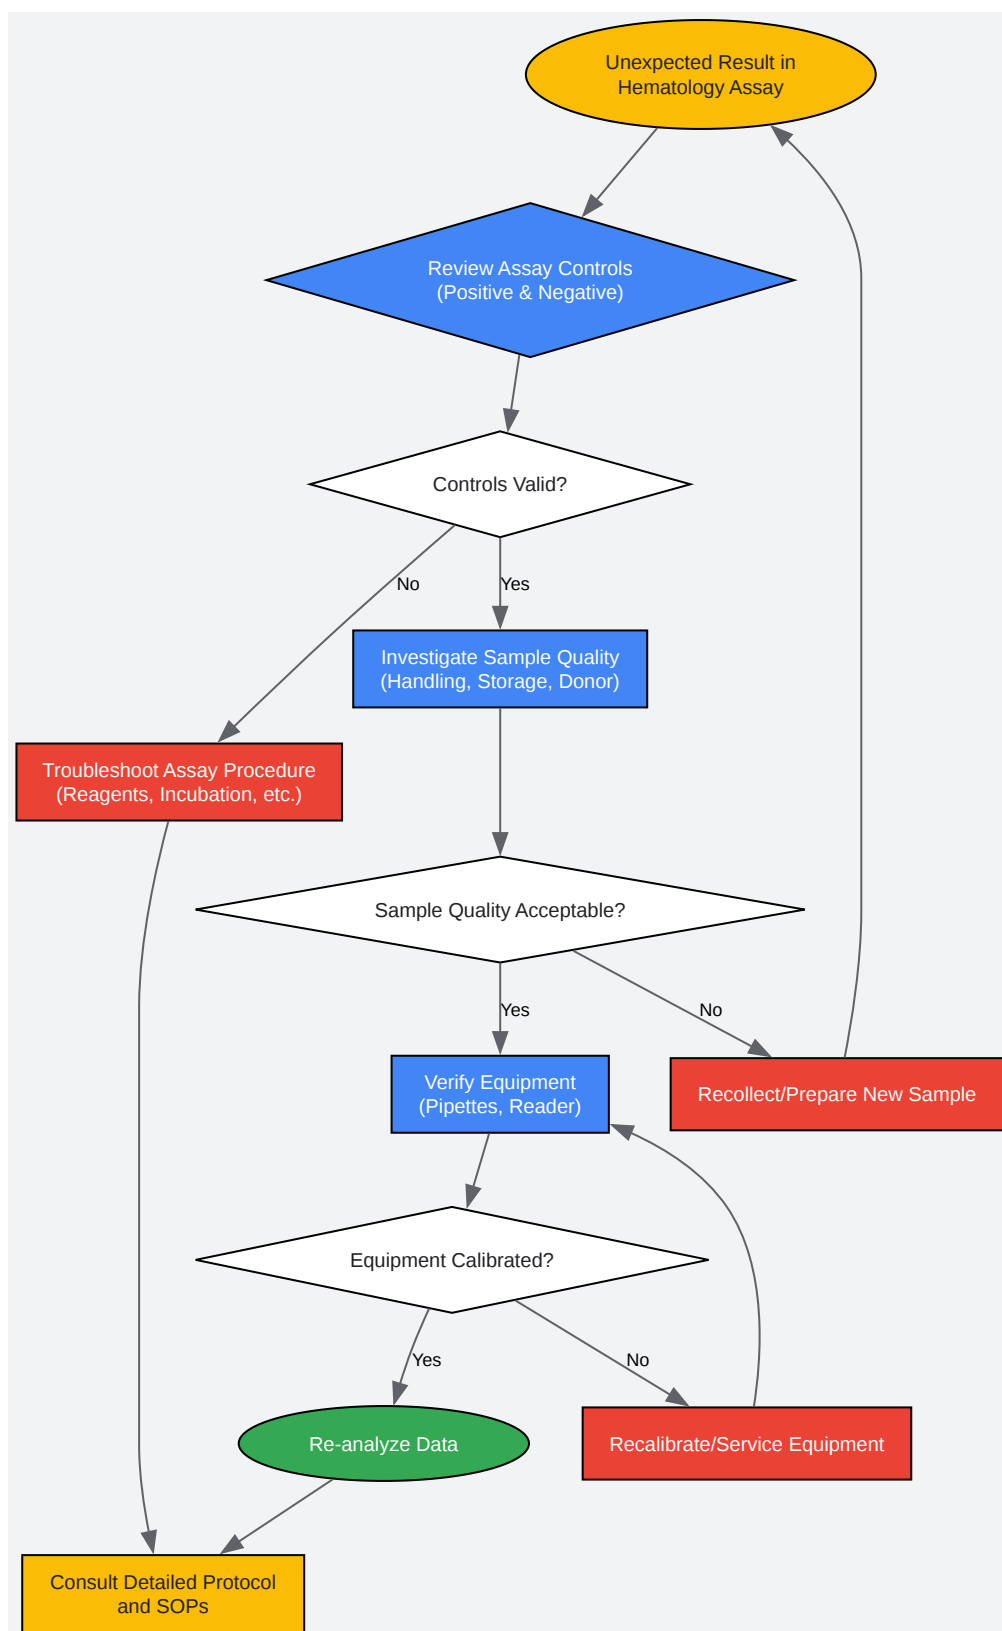 Unexpected Result in
Hematology Assay
Review Assay Controls
(Positive & Negative)
Controls Valid?
No
Yes
Investigate Sample Quality
(Handling, Storage, Donor)
Troubleshoot Assay Procedure
(Reagents, Incubation, etc.)
Sample Quality Acceptable?
Yes
No
Verify Equipment
(Pipettes, Reader)
Recollect/Prepare New Sample
Equipment Calibrated?
Yes
No
Re-analyze Data
Recalibrate/Service Equipment
Consult Detailed Protocol
and SOPs